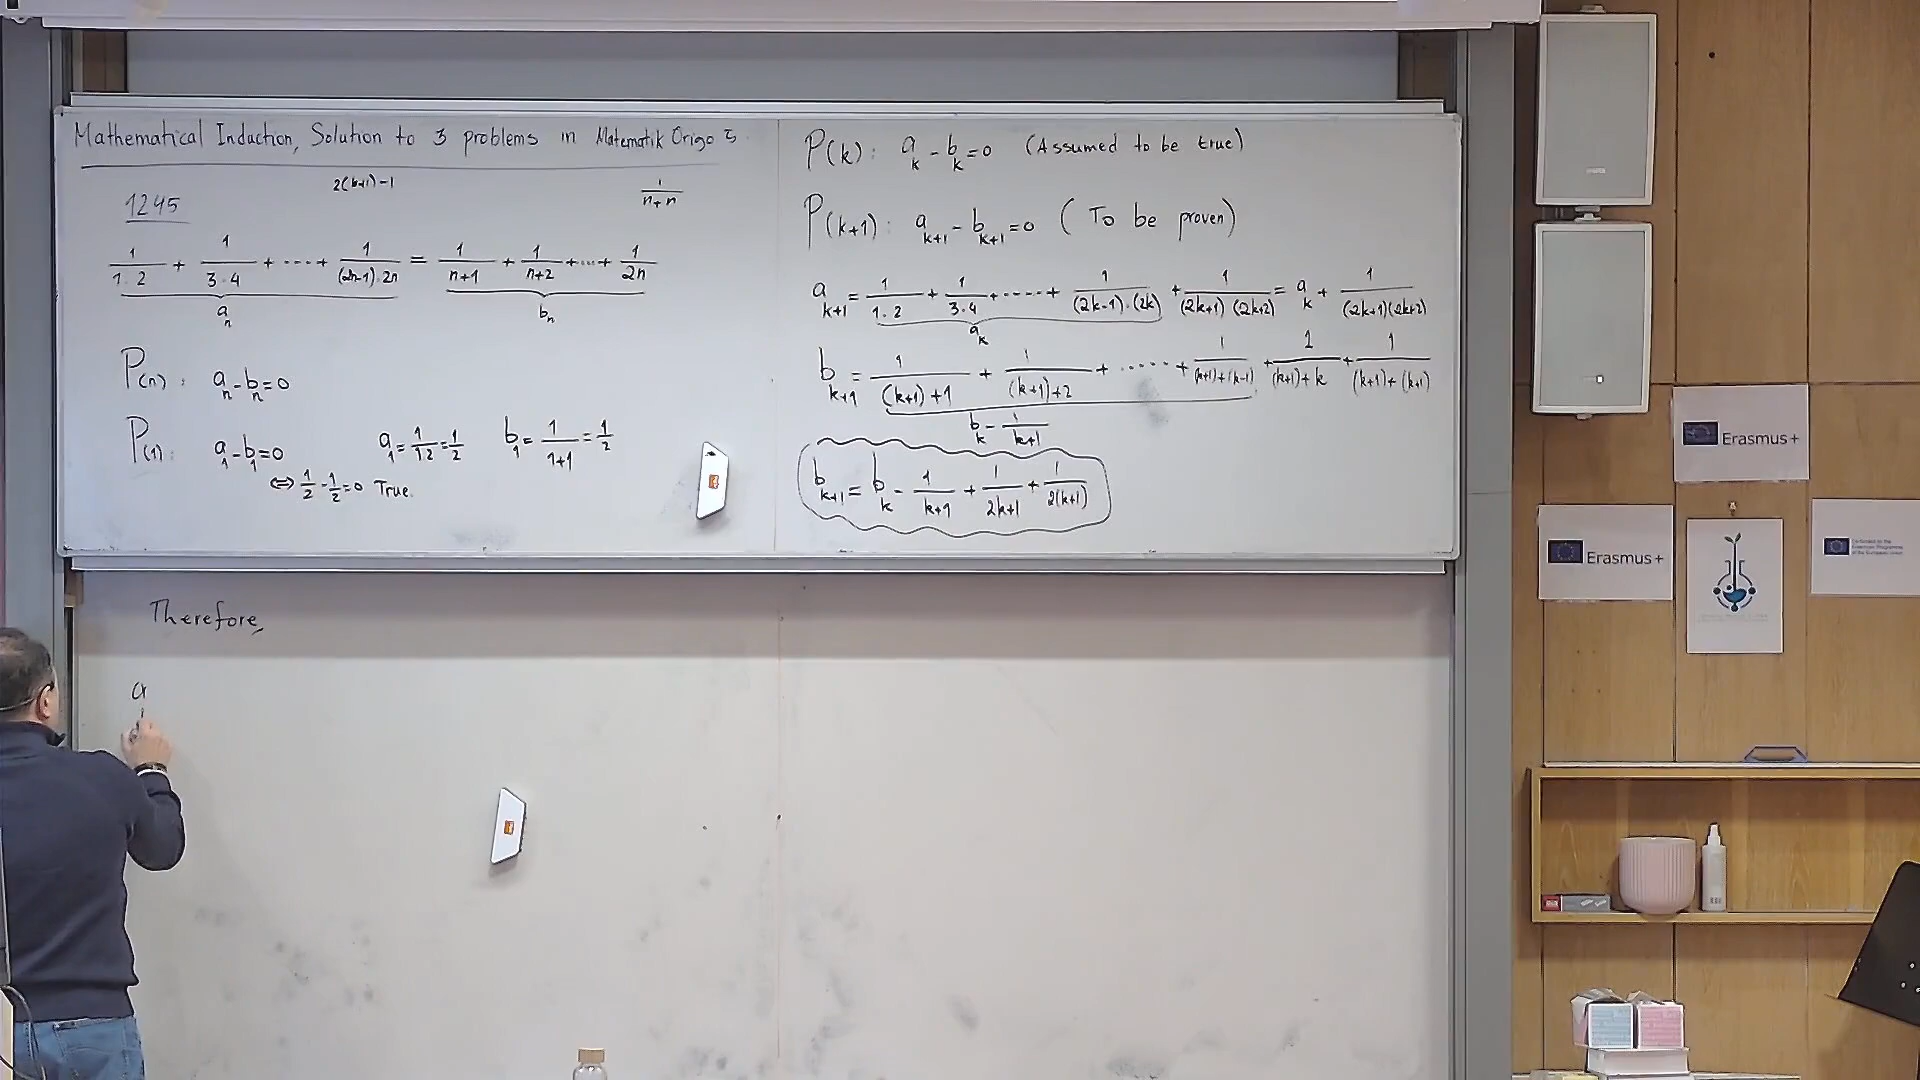 Mathematical Induction, Solution to 3 problems in Matematik Origo 5
2(k+1)-1
1/(n+n)
1245
1/(1·2) + 1/(3·4) + ····+ 1/((2n-1)·2n) = 1/(n+1) + 1/(n+2) +···+ 1/(2n)
a_n
b_n
P(n): a_n - b_n = 0
P(1): a_1 - b_1 = 0 a_1 = 1/(1·2) = 1/2 b_1 = 1/(1+1) = 1/2
⇔ 1/2 - 1/2 = 0 True.
P(k): a_k - b_k = 0 (Assumed to be true)
P(k+1): a_{k+1} - b_{k+1} = 0 (To be proven)
a_{k+1} = 1/(1·2) + 1/(3·4) + ·····+ 1/((2k-1)·(2k)) + 1/((2k+1)(2k+2)) = a_k + 1/((2k+1)(2k+2))
a_k
b_{k+1} = 1/((k+1)+1) + 1/((k+1)+2) + ······+ 1/((k+1)+(k-1)) + 1/((k+1)+k) + 1/((k+1)+(k+1))
b_k - 1/(k+1)
b_{k+1} = b_k - 1/(k+1) + 1/(2k+1) + 1/(2(k+1))
Therefore,
a
Erasmus+
Erasmus+